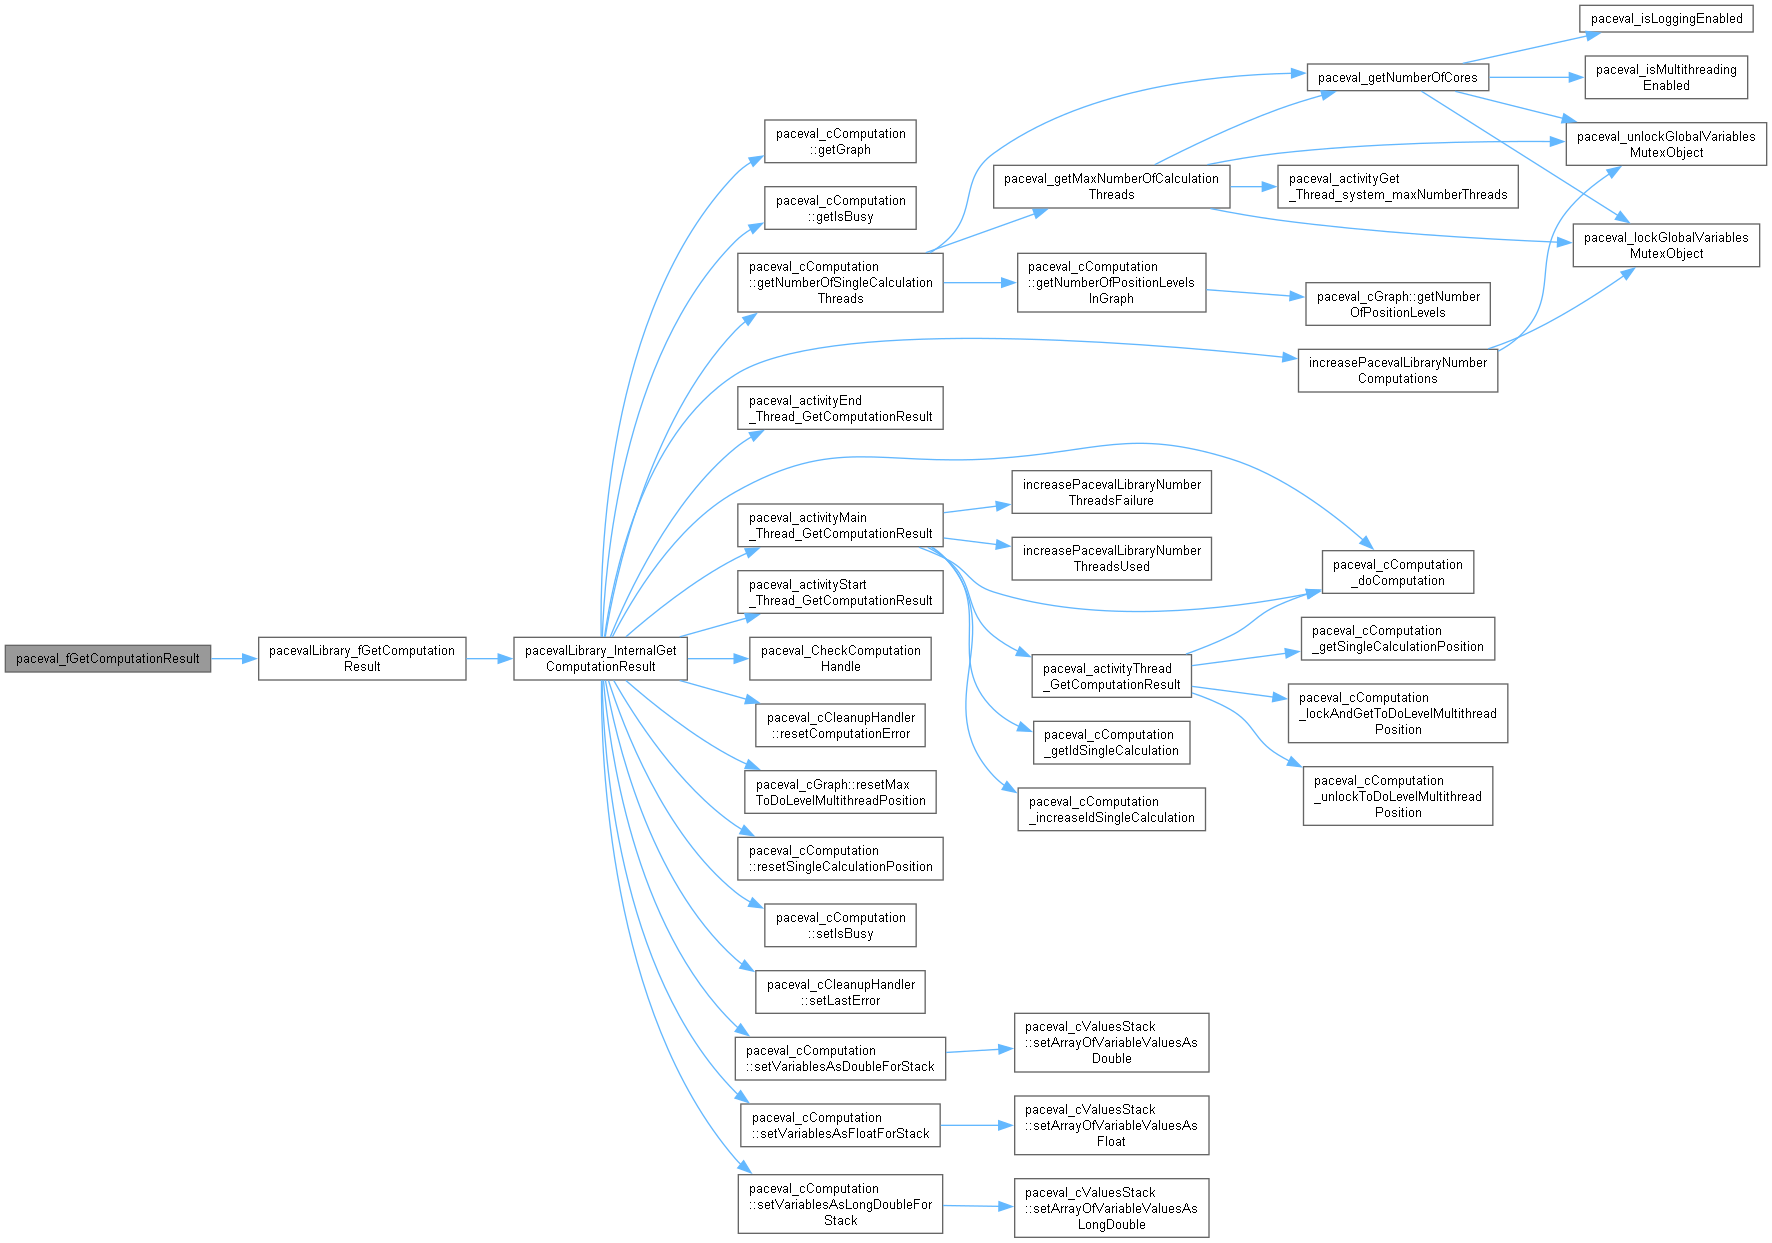 paceval_fGetComputationResult
pacevalLibrary_fGetComputation
Result
pacevalLibrary_InternalGet
ComputationResult
paceval_cComputation
::getGraph
paceval_cComputation
::getIsBusy
paceval_cComputation
::getNumberOfSingleCalculation
Threads
paceval_activityEnd
_Thread_GetComputationResult
paceval_activityMain
_Thread_GetComputationResult
paceval_activityStart
_Thread_GetComputationResult
paceval_CheckComputation
Handle
paceval_cCleanupHandler
::resetComputationError
paceval_cGraph::resetMax
ToDoLevelMultithreadPosition
paceval_cComputation
::resetSingleCalculationPosition
paceval_cComputation
::setIsBusy
paceval_cCleanupHandler
::setLastError
paceval_cComputation
::setVariablesAsDoubleForStack
paceval_cComputation
::setVariablesAsFloatForStack
paceval_cComputation
::setVariablesAsLongDoubleFor
Stack
paceval_getMaxNumberOfCalculation
Threads
paceval_cComputation
::getNumberOfPositionLevels
InGraph
increasePacevalLibraryNumber
ThreadsFailure
increasePacevalLibraryNumber
ThreadsUsed
paceval_activityThread
_GetComputationResult
paceval_cComputation
_getIdSingleCalculation
paceval_cComputation
_increaseIdSingleCalculation
paceval_cValuesStack
::setArrayOfVariableValuesAs
Double
paceval_cValuesStack
::setArrayOfVariableValuesAs
Float
paceval_cValuesStack
::setArrayOfVariableValuesAs
LongDouble
paceval_getNumberOfCores
paceval_activityGet
_Thread_system_maxNumberThreads
paceval_cGraph::getNumber
OfPositionLevels
increasePacevalLibraryNumber
Computations
paceval_cComputation
_doComputation
paceval_cComputation
_getSingleCalculationPosition
paceval_cComputation
_lockAndGetToDoLevelMultithread
Position
paceval_cComputation
_unlockToDoLevelMultithread
Position
paceval_isLoggingEnabled
paceval_isMultithreading
Enabled
paceval_unlockGlobalVariables
MutexObject
paceval_lockGlobalVariables
MutexObject